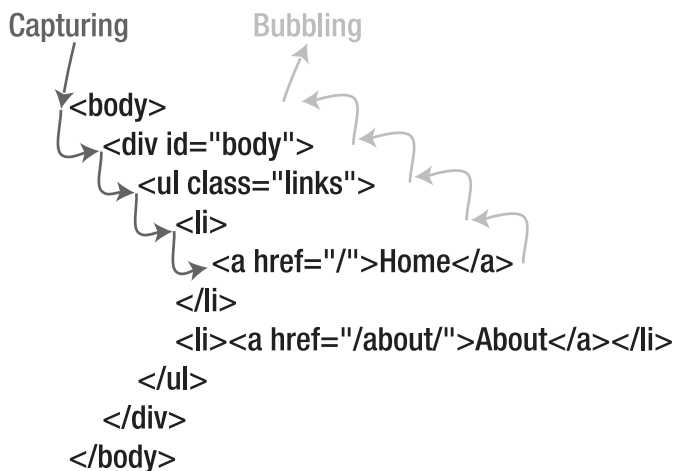 Capturing Bubbling
<body>
<div id="body">
<ul class="links">
<li>
<a href="/">Home</a>
</li>
<li><a href="/about/">About</a></li>
</ul>
</div>
</body>